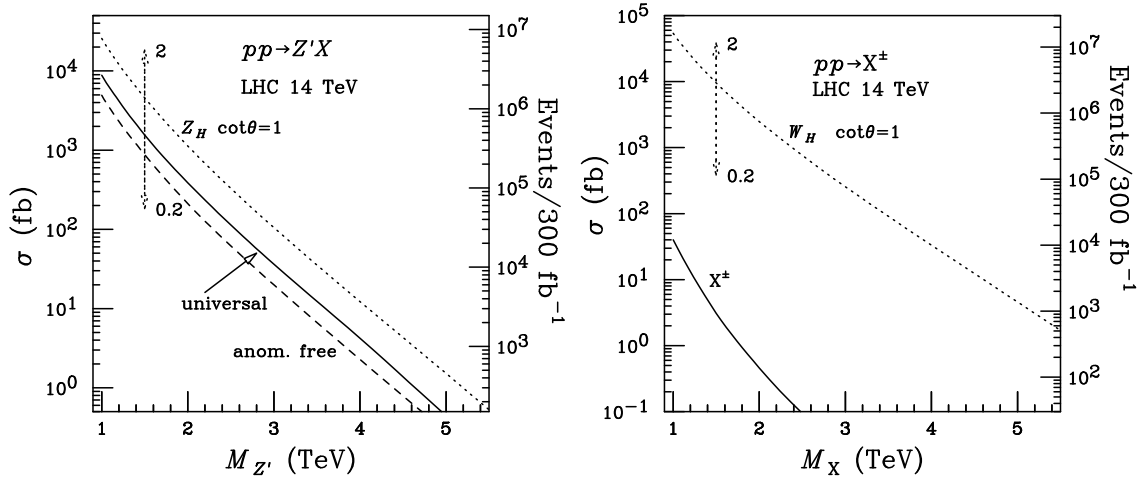 pp→Z'X
LHC 14 TeV
2
Z_H cotθ=1
0.2
universal
anom. free
σ (fb)
10⁴
10³
10²
10¹
10⁰
Events/300 fb⁻¹
10⁷
10⁶
10⁵
10⁴
10³
1 2 3 4 5
M_Z' (TeV)
pp→X±
LHC 14 TeV
2
W_H cotθ=1
0.2
X±
σ (fb)
10⁵
10⁴
10³
10²
10¹
10⁰
10⁻¹
Events/300 fb⁻¹
10⁷
10⁶
10⁵
10⁴
10³
10²
1 2 3 4 5
M_X (TeV)